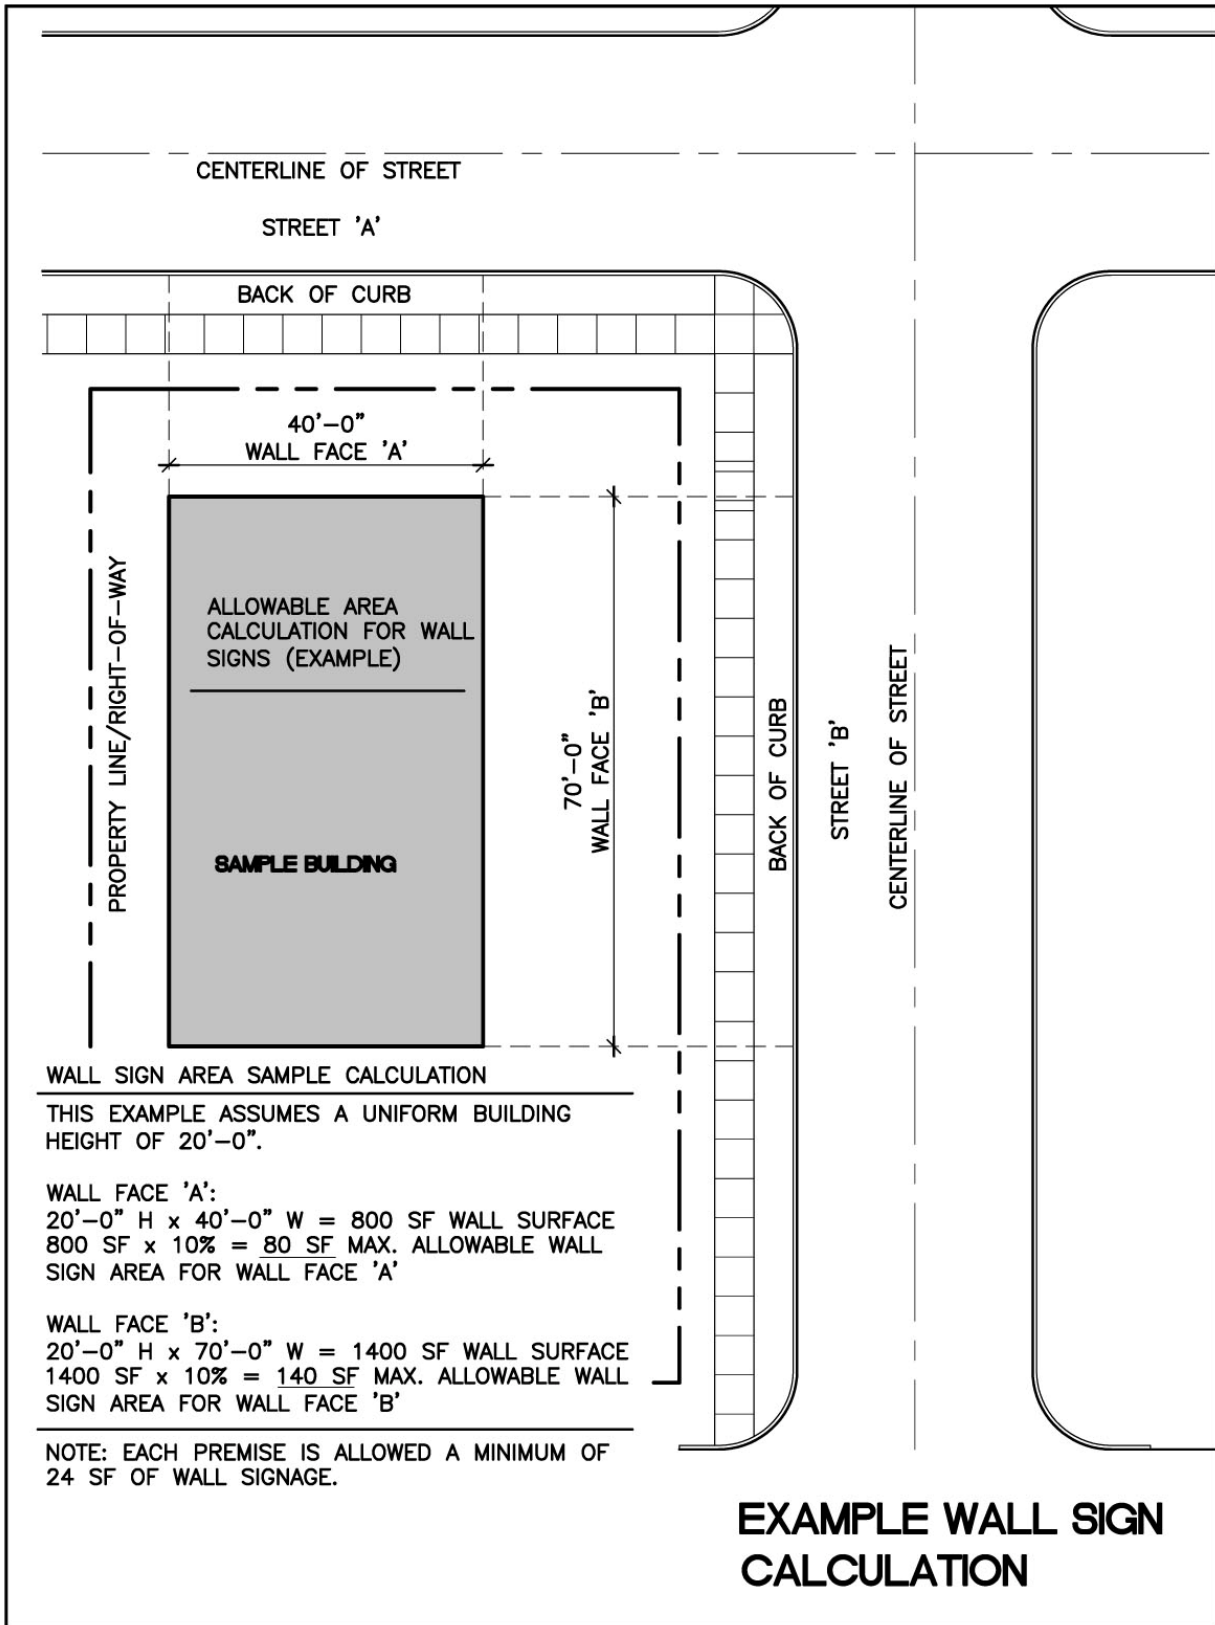 CENTERLINE OF STREET
STREET 'A'
BACK OF CURB
40'-0"
WALL FACE 'A'
PROPERTY LINE/RIGHT-OF-WAY
ALLOWABLE AREA
CALCULATION FOR WALL
SIGNS (EXAMPLE)
SAMPLE BUILDING
70'-0"
WALL FACE 'B'
BACK OF CURB
STREET 'B'
CENTERLINE OF STREET
WALL SIGN AREA SAMPLE CALCULATION
THIS EXAMPLE ASSUMES A UNIFORM BUILDING
HEIGHT OF 20'-0".
WALL FACE 'A':
20'-0" H x 40'-0" W = 800 SF WALL SURFACE
800 SF x 10% = 80 SF MAX. ALLOWABLE WALL
SIGN AREA FOR WALL FACE 'A'
WALL FACE 'B':
20'-0" H x 70'-0" W = 1400 SF WALL SURFACE
1400 SF x 10% = 140 SF MAX. ALLOWABLE WALL
SIGN AREA FOR WALL FACE 'B'
NOTE: EACH PREMISE IS ALLOWED A MINIMUM OF
24 SF OF WALL SIGNAGE.
EXAMPLE WALL SIGN
CALCULATION